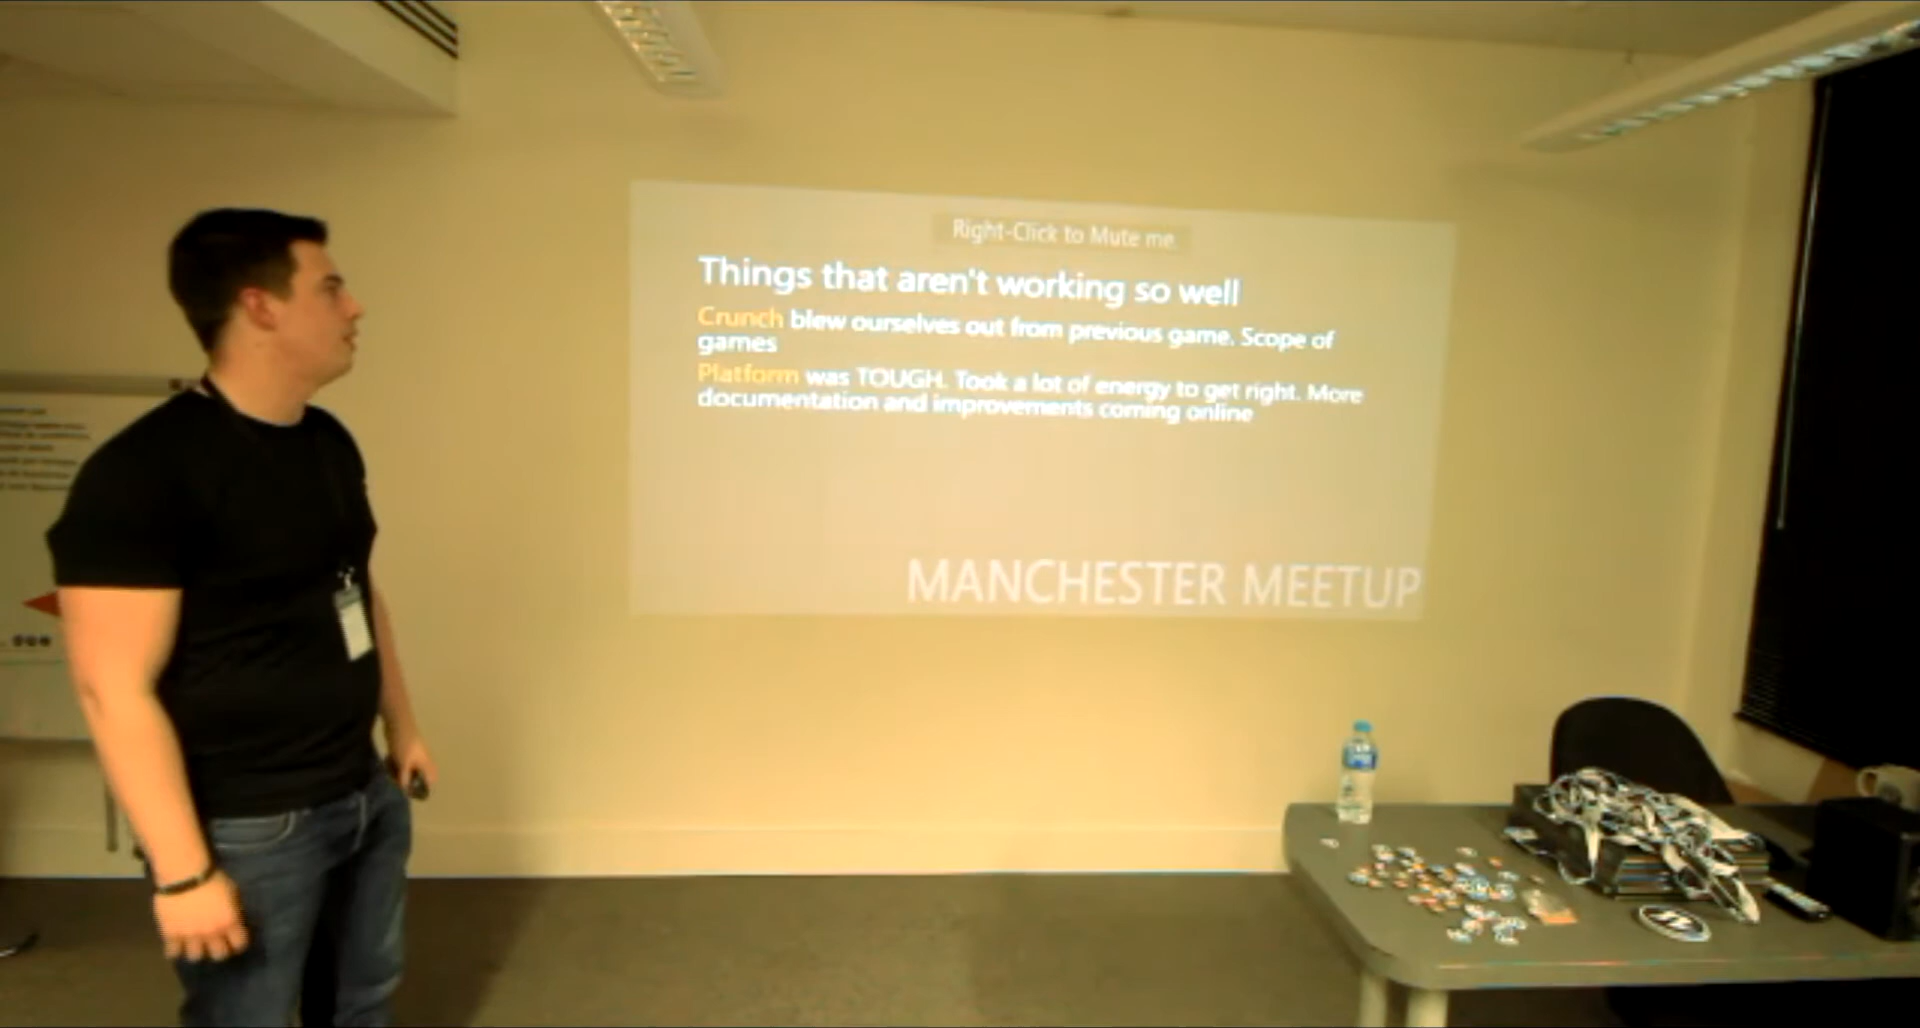 Right-Click to Mute me.
Things that aren't working so well
Crunch blew ourselves out from previous game. Scope of
games
Platform was TOUGH. Took a lot of energy to get right. More
documentation and improvements coming online
MANCHESTER MEETUP